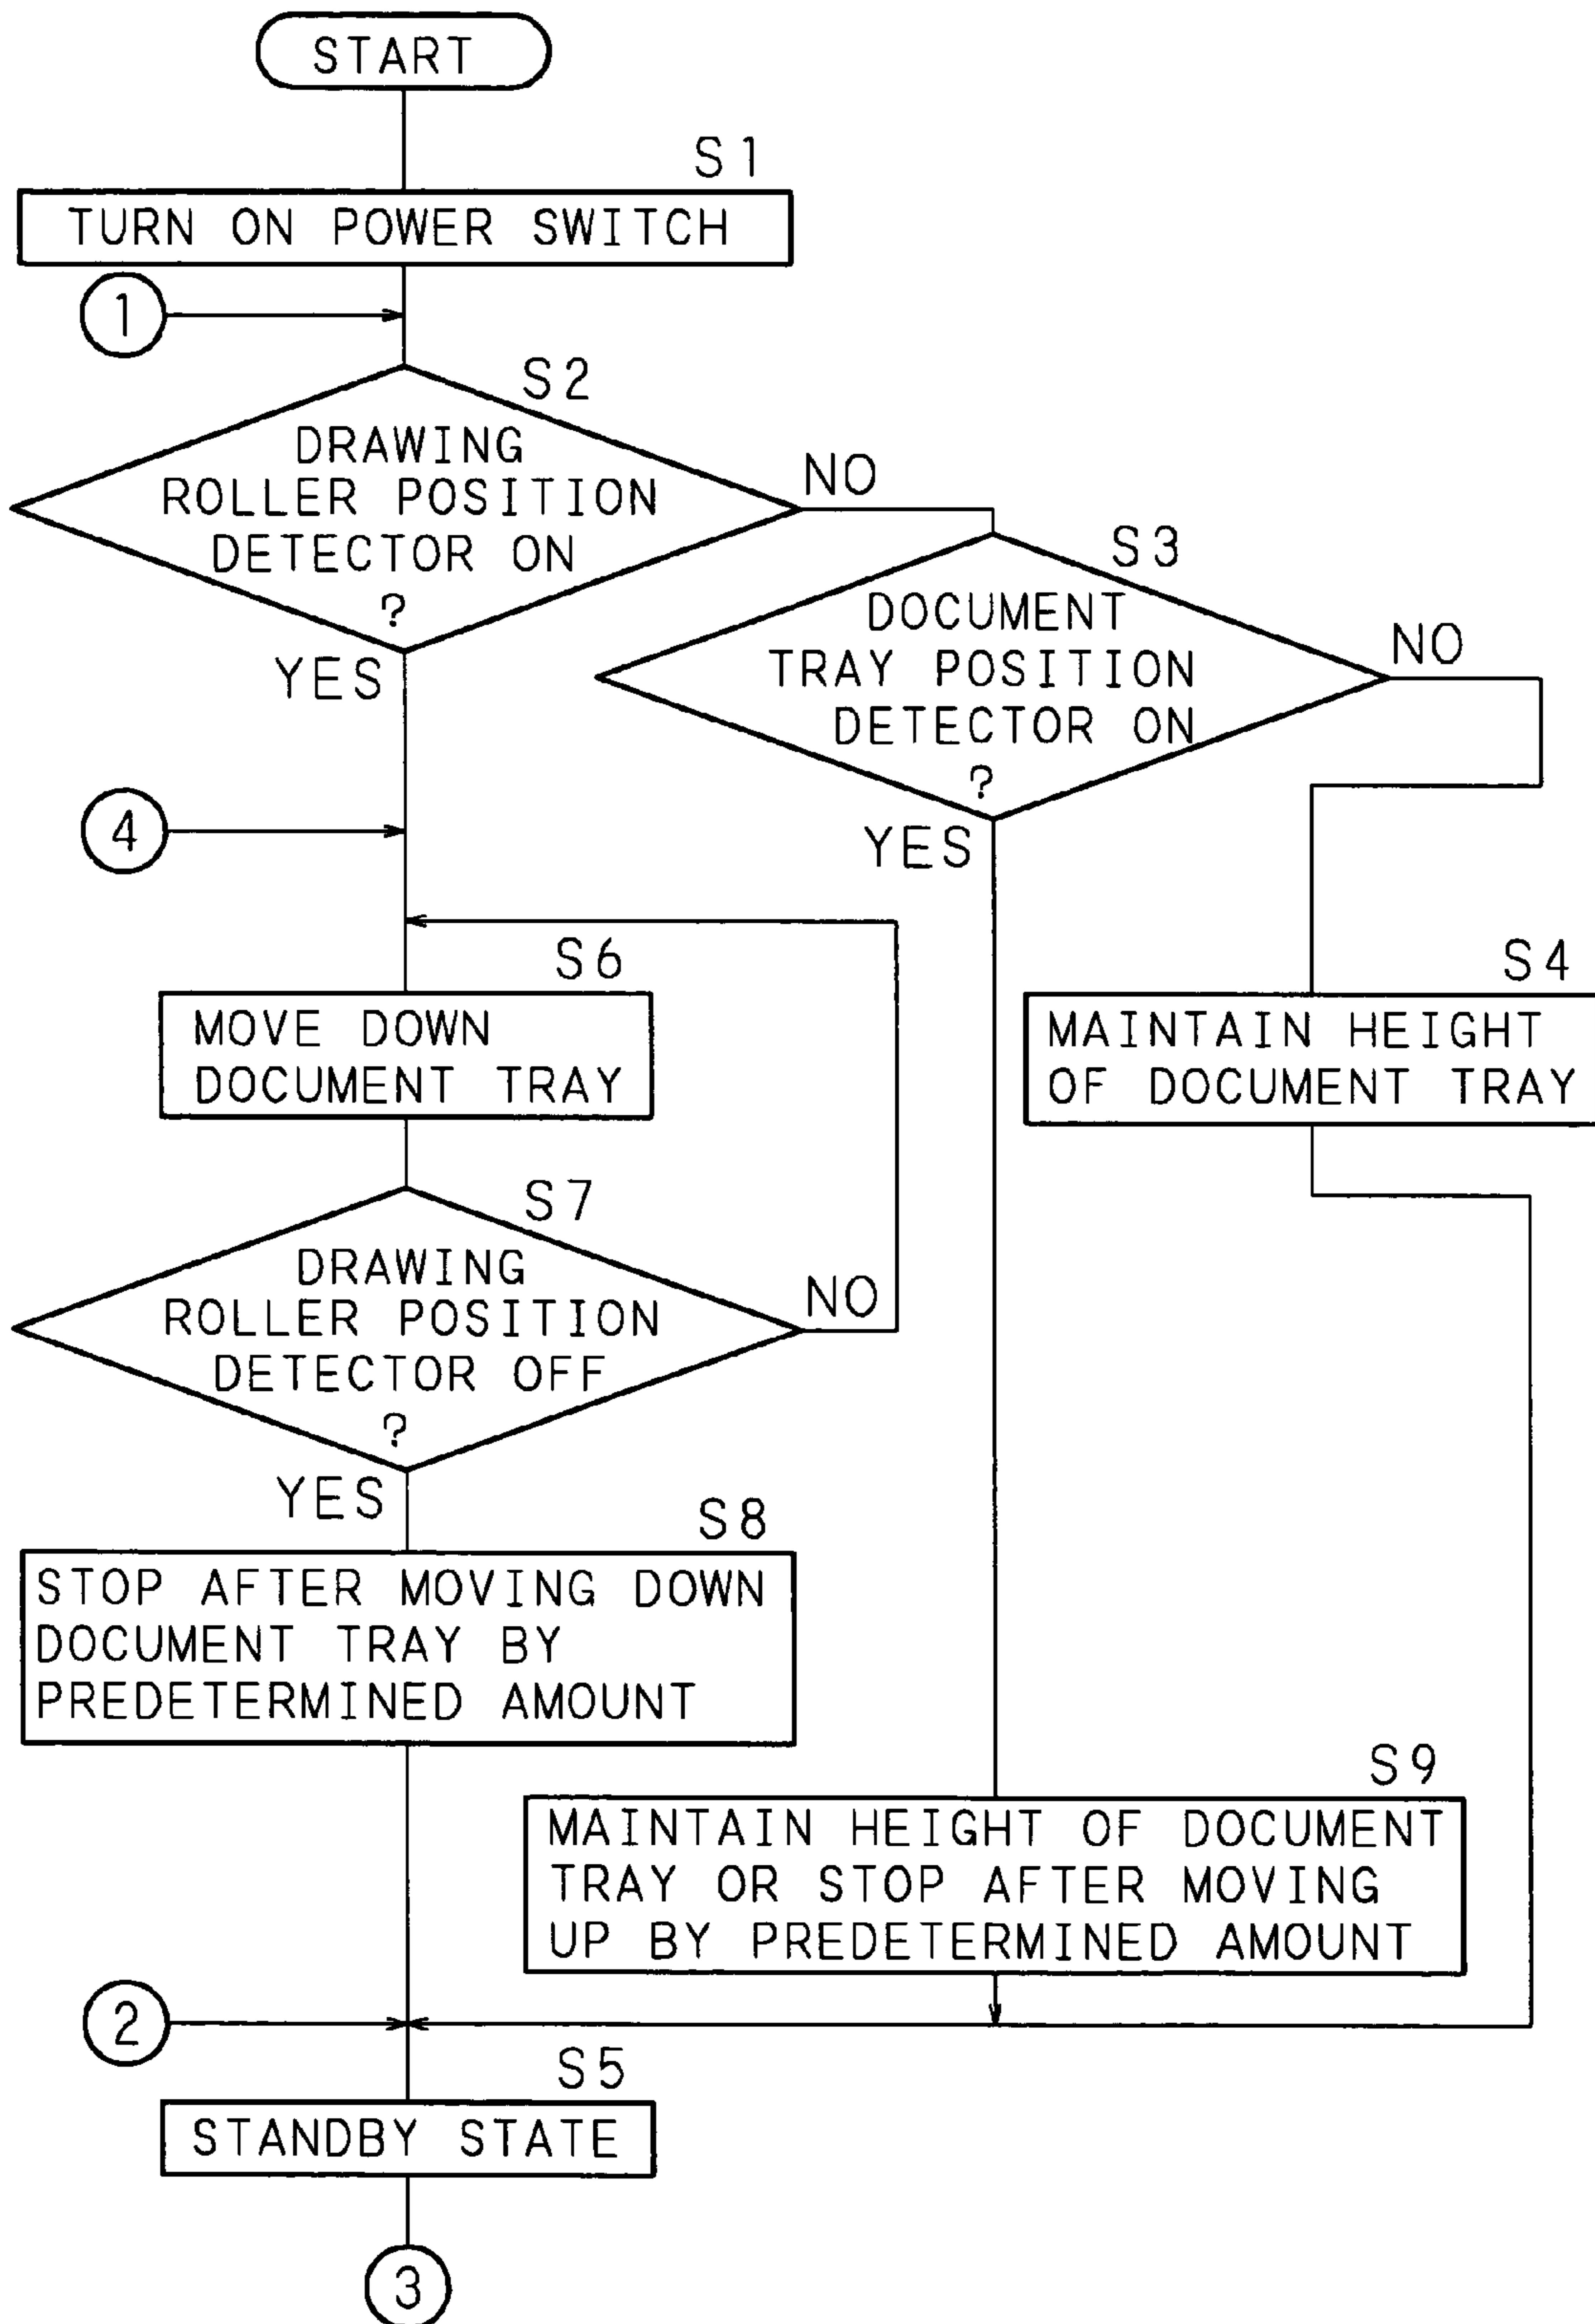 START
S1
TURN ON POWER SWITCH
1
S2
DRAWING
ROLLER POSITION
DETECTOR ON
?
NO
YES
S3
DOCUMENT
TRAY POSITION
DETECTOR ON
?
NO
YES
4
S6
MOVE DOWN
DOCUMENT TRAY
S4
MAINTAIN HEIGHT
OF DOCUMENT TRAY
S7
DRAWING
ROLLER POSITION
DETECTOR OFF
?
NO
YES
S8
STOP AFTER MOVING DOWN
DOCUMENT TRAY BY
PREDETERMINED AMOUNT
S9
MAINTAIN HEIGHT OF DOCUMENT
TRAY OR STOP AFTER MOVING
UP BY PREDETERMINED AMOUNT
2
S5
STANDBY STATE
3